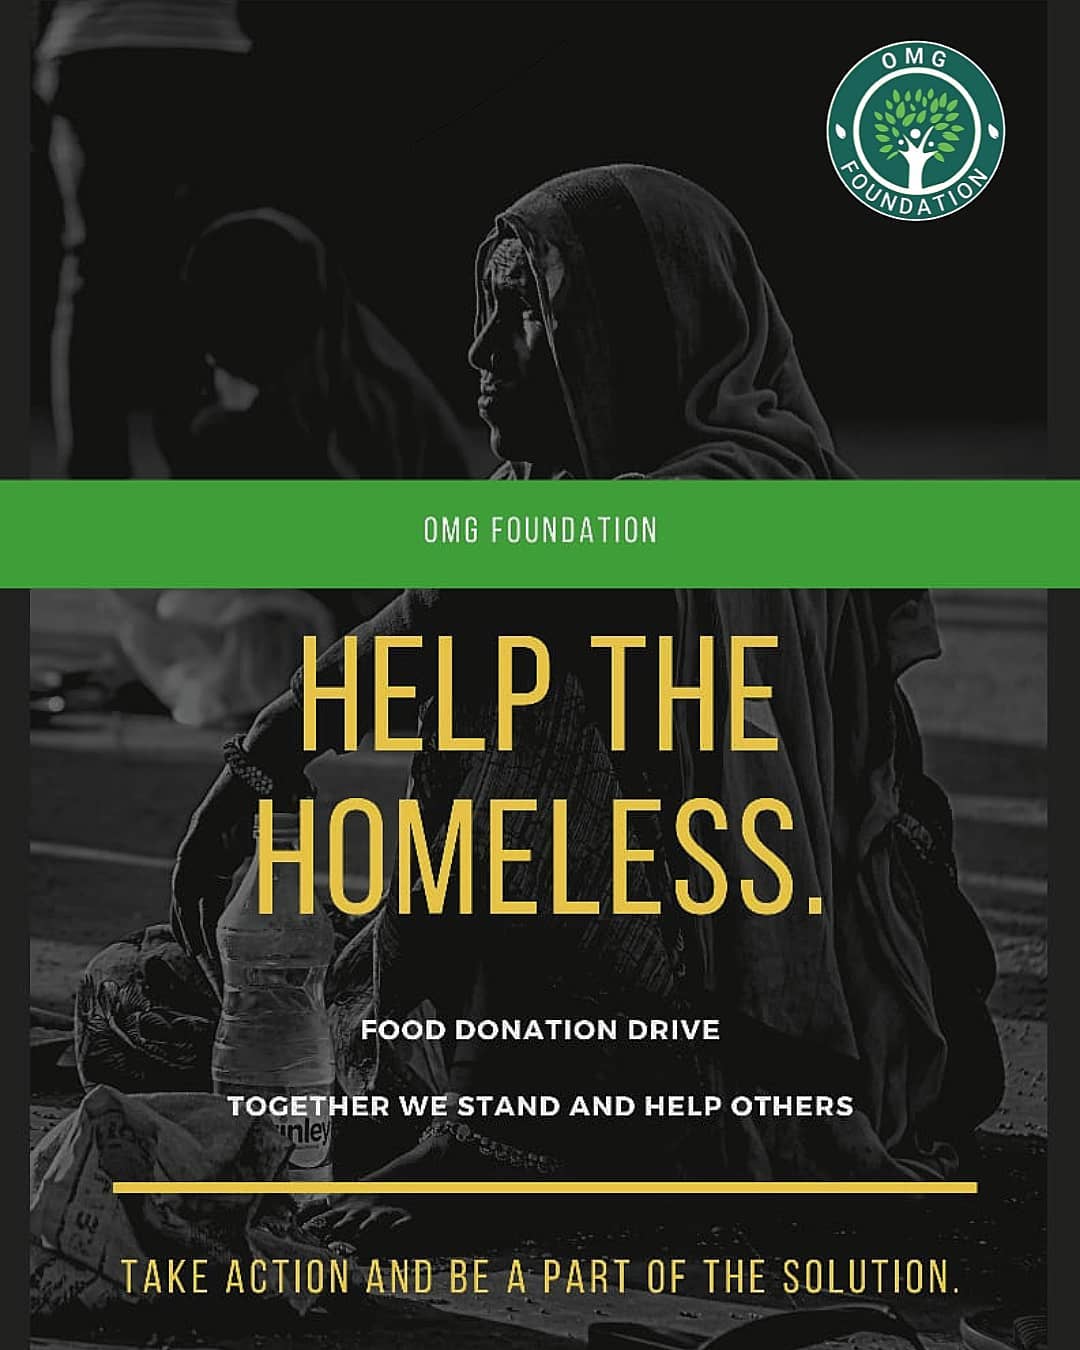 OMG
FOUNDATION
OMG FOUNDATION
HELP THE
HOMELESS.
FOOD DONATION DRIVE
TOGETHER WE STAND AND HELP OTHERS
TAKE ACTION AND BE A PART OF THE SOLUTION.